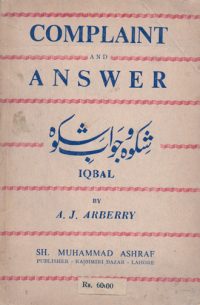 COMPLAINT
AND
ANSWER
شکوہ و جواب شکوہ
IQBAL
BY
A. J. ARBERRY
SH. MUHAMMAD ASHRAF
PUBLISHER - KASHMIRI BAZAR - LAHORE
Rs. 60.00